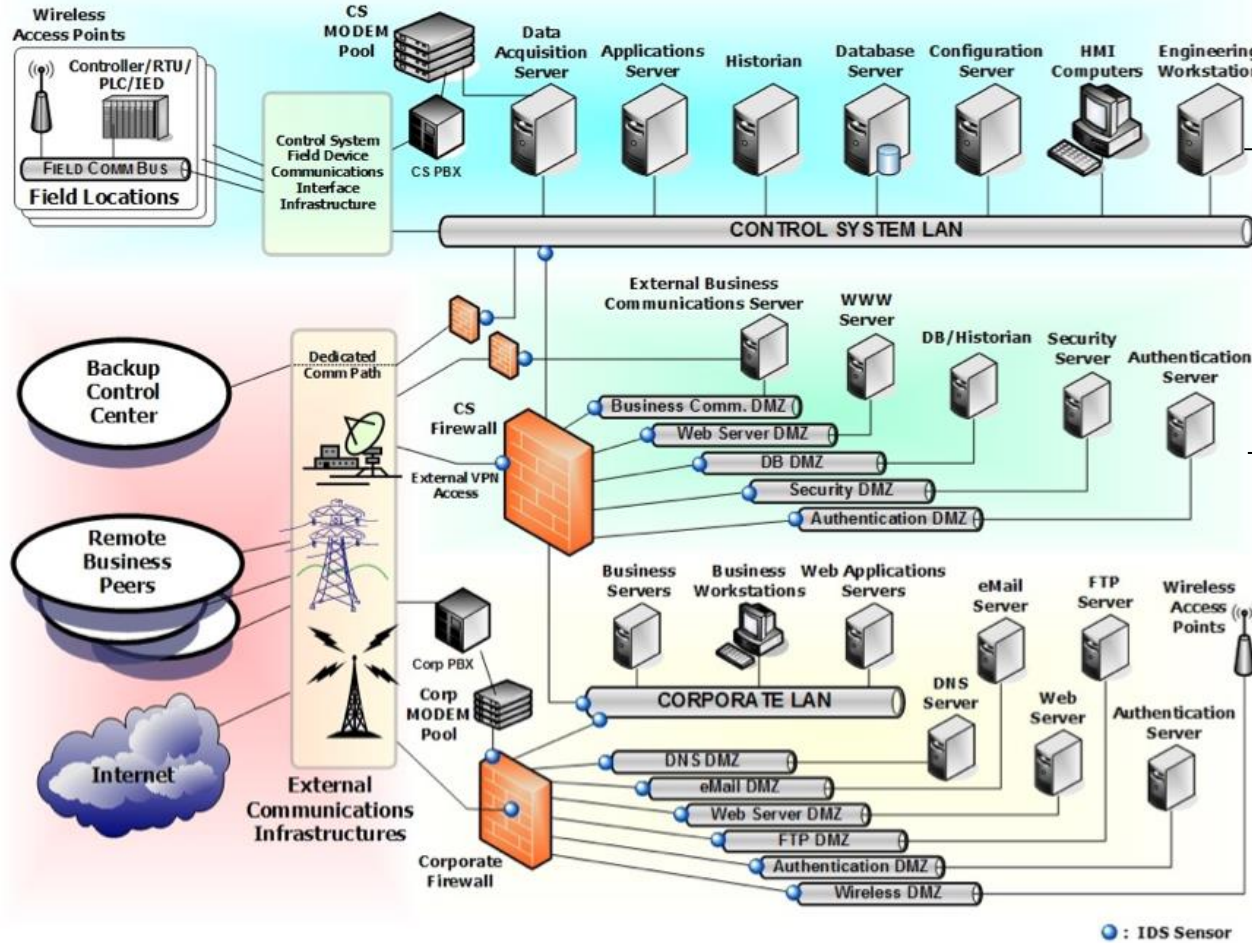 Wireless
Access Points
Controller/RTU/
PLC/IED
FIELD COMM BUS
Field Locations
Control System
Field Device
Communications
Interface
Infrastructure
CS
MODEM
Pool
CS PBX
Data
Acquisition
Server
Applications
Server
Historian
Database
Server
Configuration
Server
HMI
Computers
Engineering
Workstation
CONTROL SYSTEM LAN
Backup
Control
Center
Dedicated
Comm Path
External Business
Communications Server
WWW
Server
DB/Historian
Security
Server
Authentication
Server
CS
Firewall
External VPN
Access
Business Comm. DMZ
Web Server DMZ
DB DMZ
Security DMZ
Authentication DMZ
Remote
Business
Peers
Internet
External
Communications
Infrastructures
Corp PBX
Corp
MODEM
Pool
Business
Servers
Business
Workstations
Web Applications
Servers
eMail
Server
FTP
Server
Wireless
Access
Points
CORPORATE LAN
DNS
Server
Web
Server
Authentication
Server
Corporate
Firewall
DNS DMZ
eMail DMZ
Web Server DMZ
FTP DMZ
Authentication DMZ
Wireless DMZ
: IDS Sensor